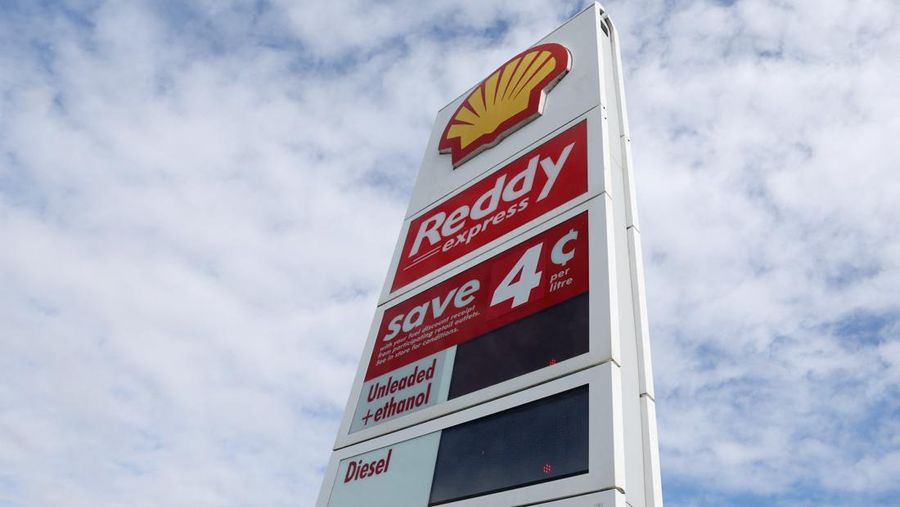 Reddy
express
save 4¢ per
litre
with your fuel discount receipt
from participating retail outlets.
See in store for conditions.
Unleaded
+ethanol
Diesel